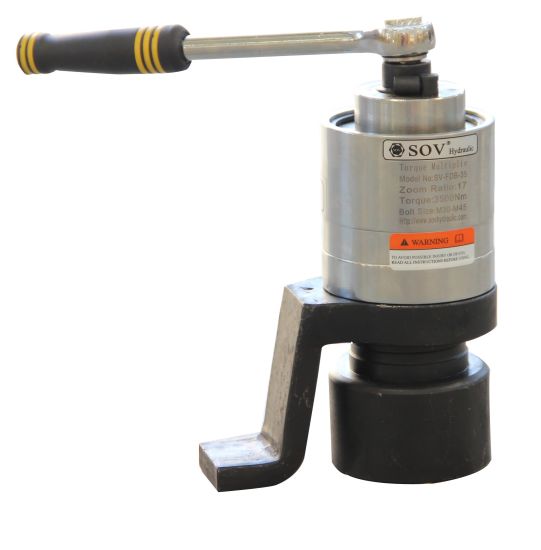 SOV® Hydraulic
Torque Multiplie
Model No:SV-FDB-35
Zoom Ratio:17
Torque:3500Nm
Bolt Size:M30-M45
Http://www.sovhydraulic.com
WARNING
TO AVOID POSSIBLE INJURY OR DEATH,
READ ALL INSTRUCTIONS BEFORE USING.